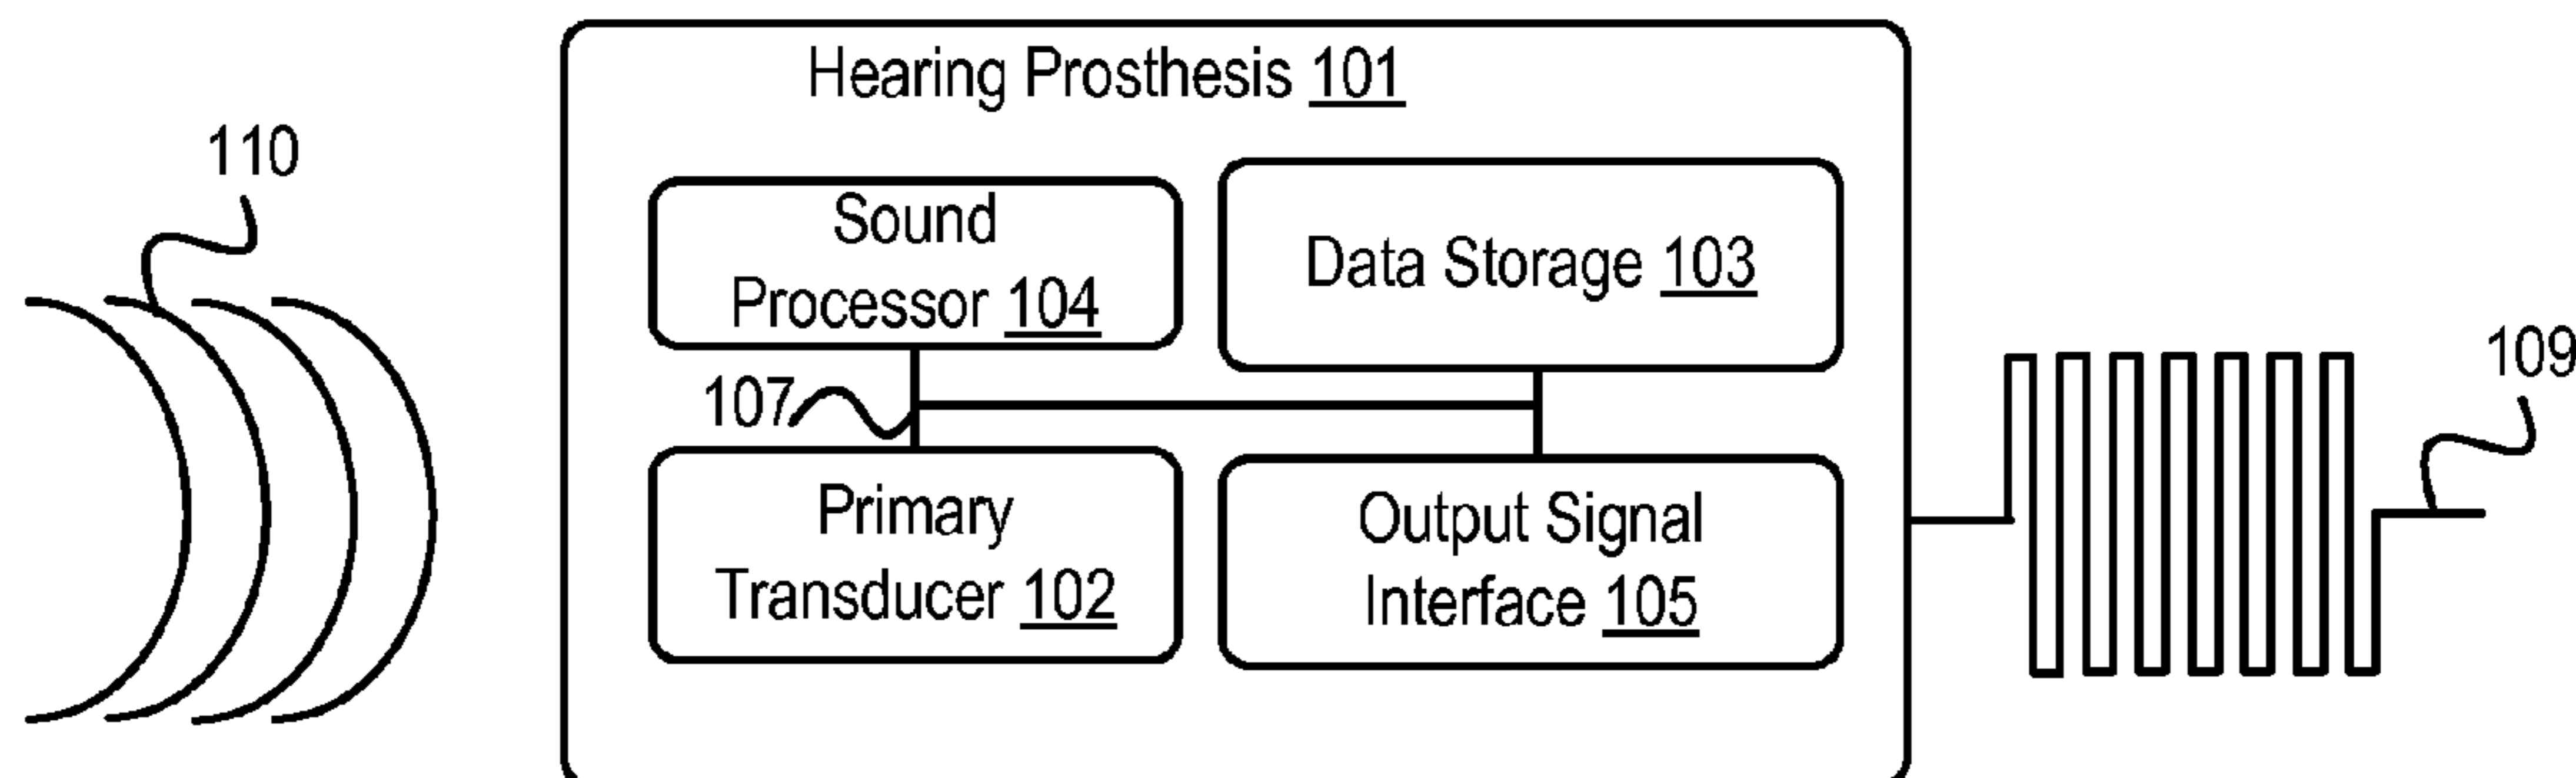 Hearing Prosthesis 101
110
Sound
Processor 104
Data Storage 103
107
109
Primary
Transducer 102
Output Signal
Interface 105